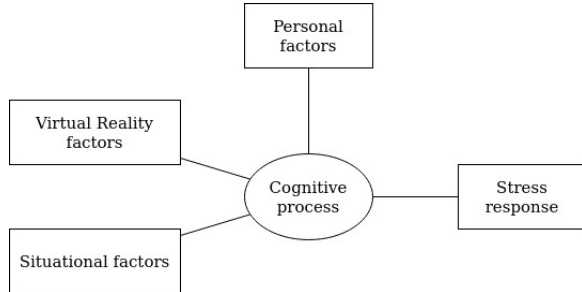 Personal
factors
Virtual Reality
factors
Cognitive
process
Stress
response
Situational factors